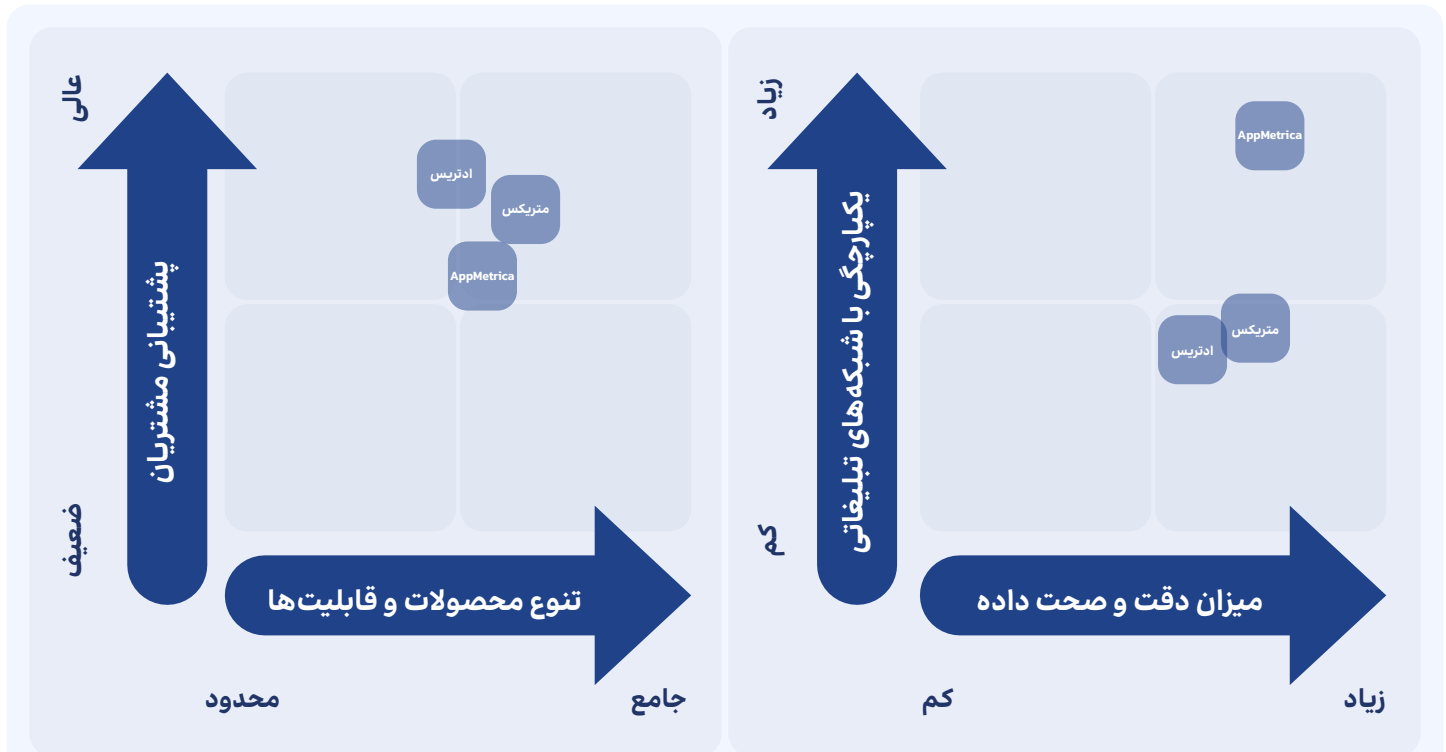 زیاد
AppMetrica
یکپارچگی با شبکه‌های تبلیغاتی
متریکس
ادتریس
کم
میزان دقت و صحت داده
کم
زیاد
عالی
ادتریس
متریکس
AppMetrica
پشتیبانی مشتریان
ضعیف
تنوع محصولات و قابلیت‌ها
محدود
جامع